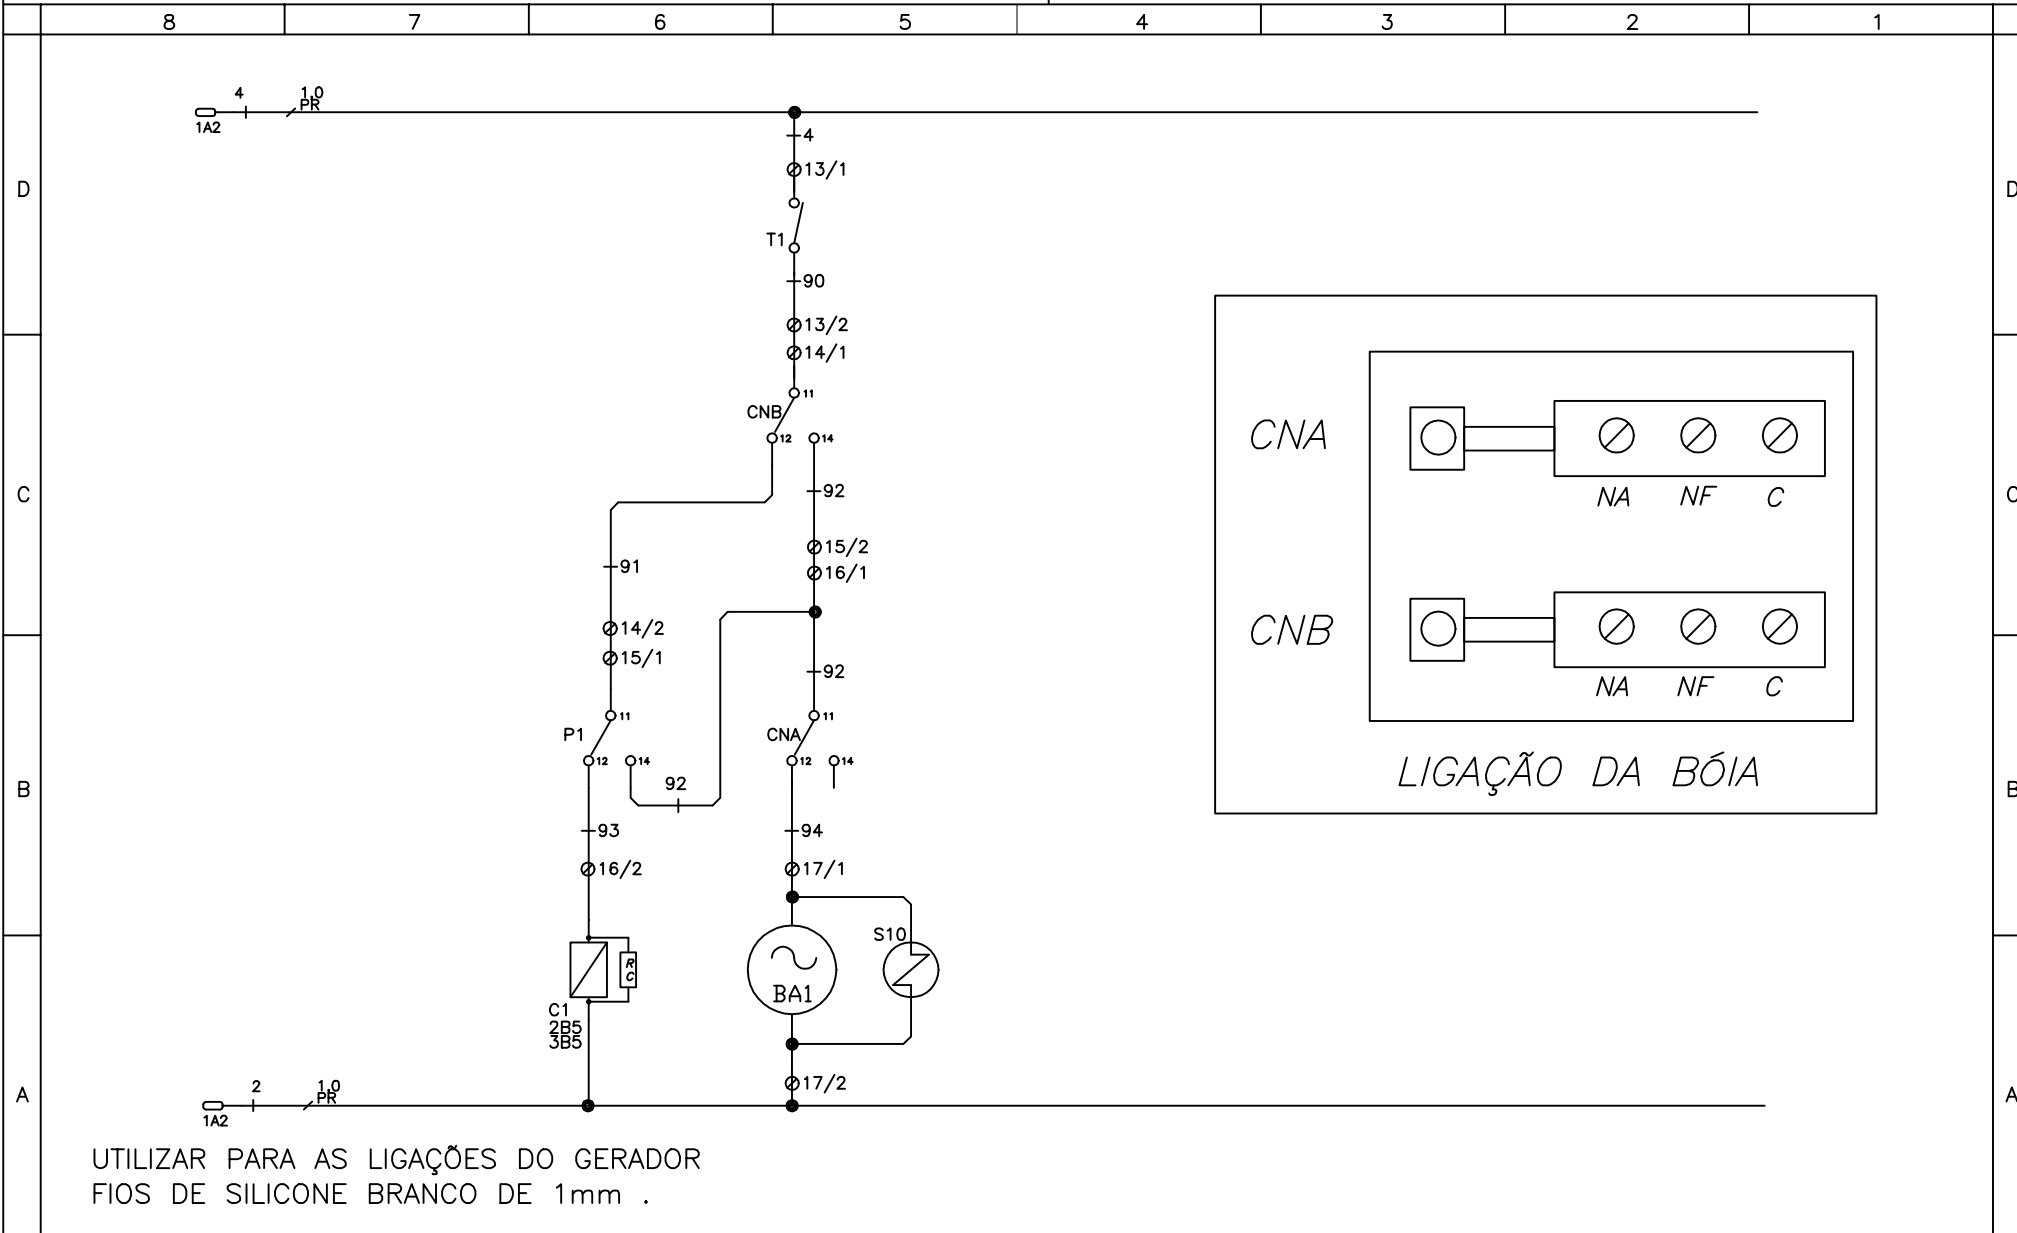 8 7 6 5 4 3 2 1
4 1,0
PR
1A2
4
13/1
D D
T1
90
13/2
14/1
11
CNB
12 14
CNA
C C
92
NA NF C
15/2
91
16/1
14/2
CNB
15/1
92
NA NF C
11 11
P1 CNA
12 14 12 14
LIGAÇÃO DA BÓIA
92
B B
93 94
16/2 17/1
S10
RC
BA1
C1
2B5
3B5
17/2
2 1,0
PR
A A
1A2
UTILIZAR PARA AS LIGAÇÕES DO GERADOR
FIOS DE SILICONE BRANCO DE 1mm .